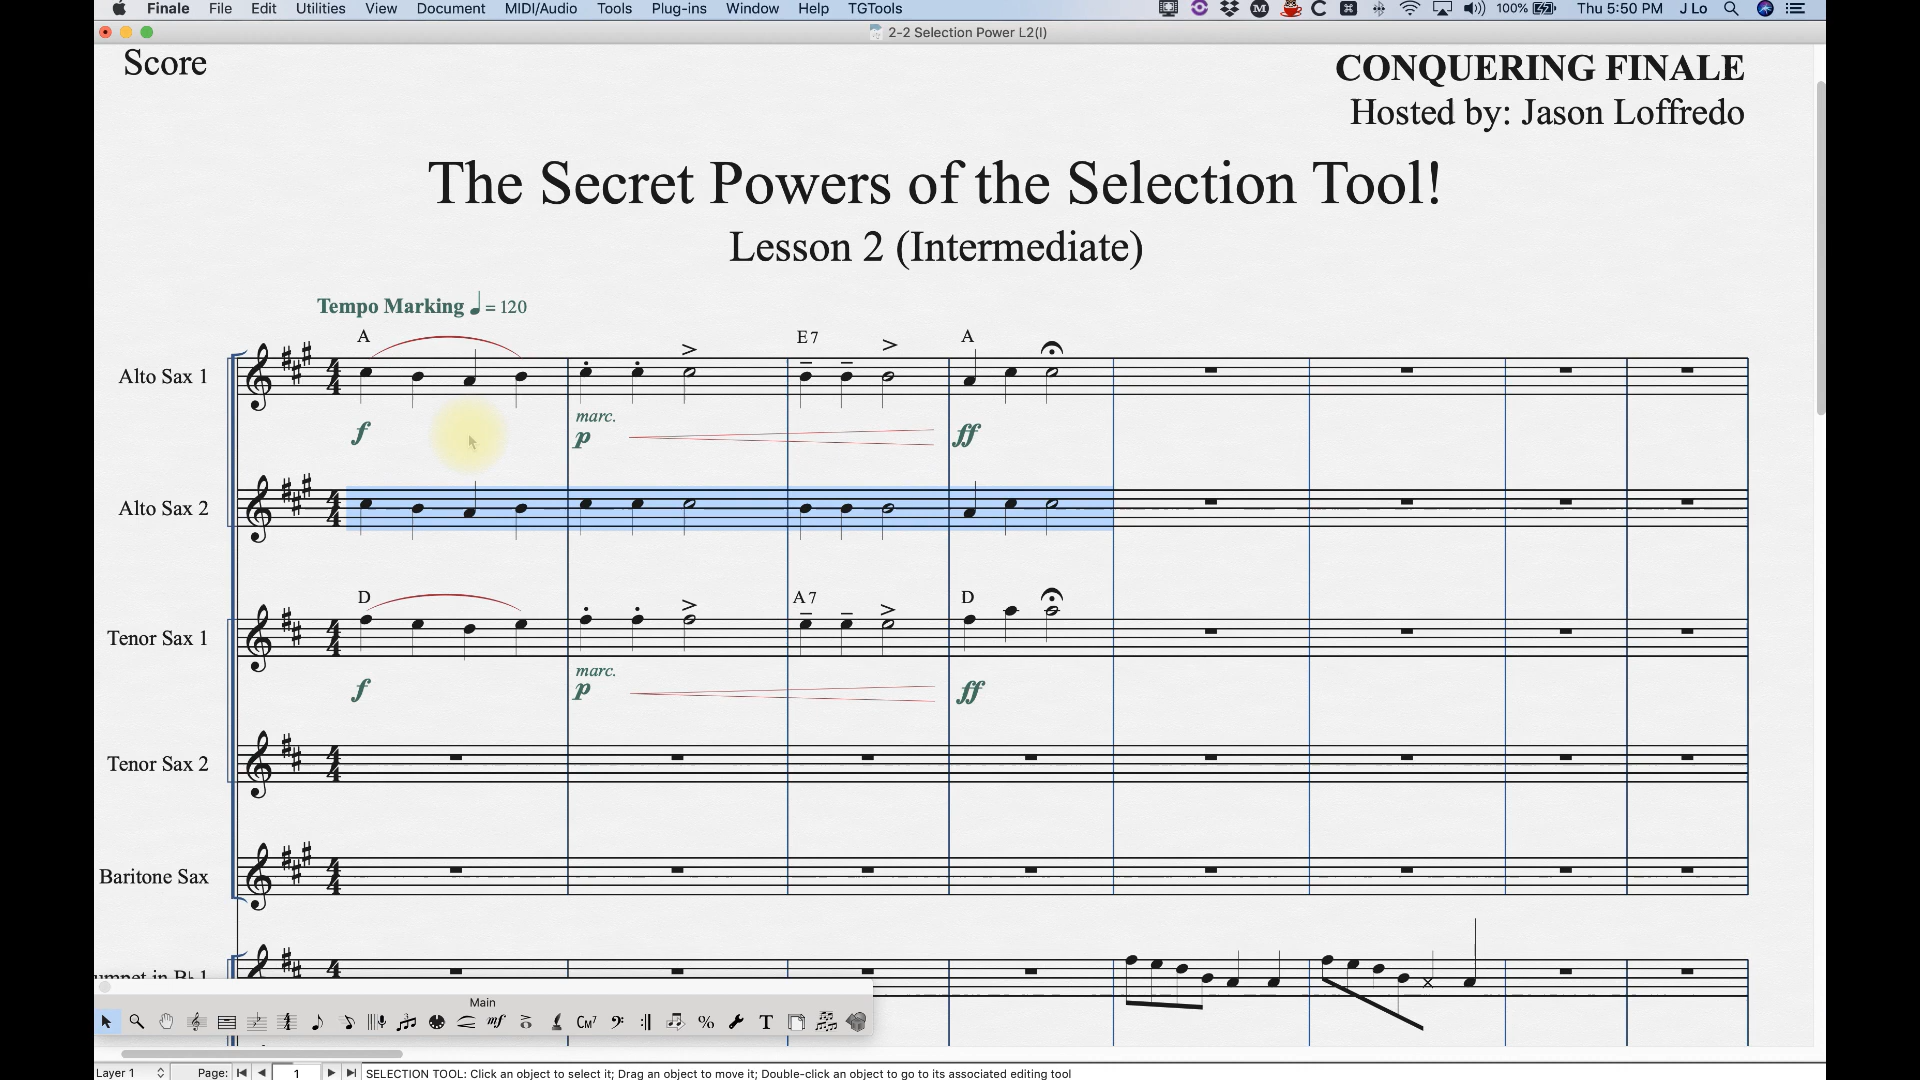 Finale File Edit Utilities View Document MIDI/Audio Tools Plug-ins Window Help TGTools 100% Thu 5:50 PM J Lo
2-2 Selection Power L2(I)
Score
CONQUERING FINALE
Hosted by: Jason Loffredo
The Secret Powers of the Selection Tool!
Lesson 2 (Intermediate)
Tempo Marking = 120
A E7 A
Alto Sax 1
marc.
f p ff
Alto Sax 2
D A7 D
Tenor Sax 1
marc.
f p ff
Tenor Sax 2
Baritone Sax
in B♭ 1
Main
mf CM7 % T
Layer 1 Page: 1 SELECTION TOOL: Click an object to select it; Drag an object to move it; Double-click an object to go to its associated editing tool